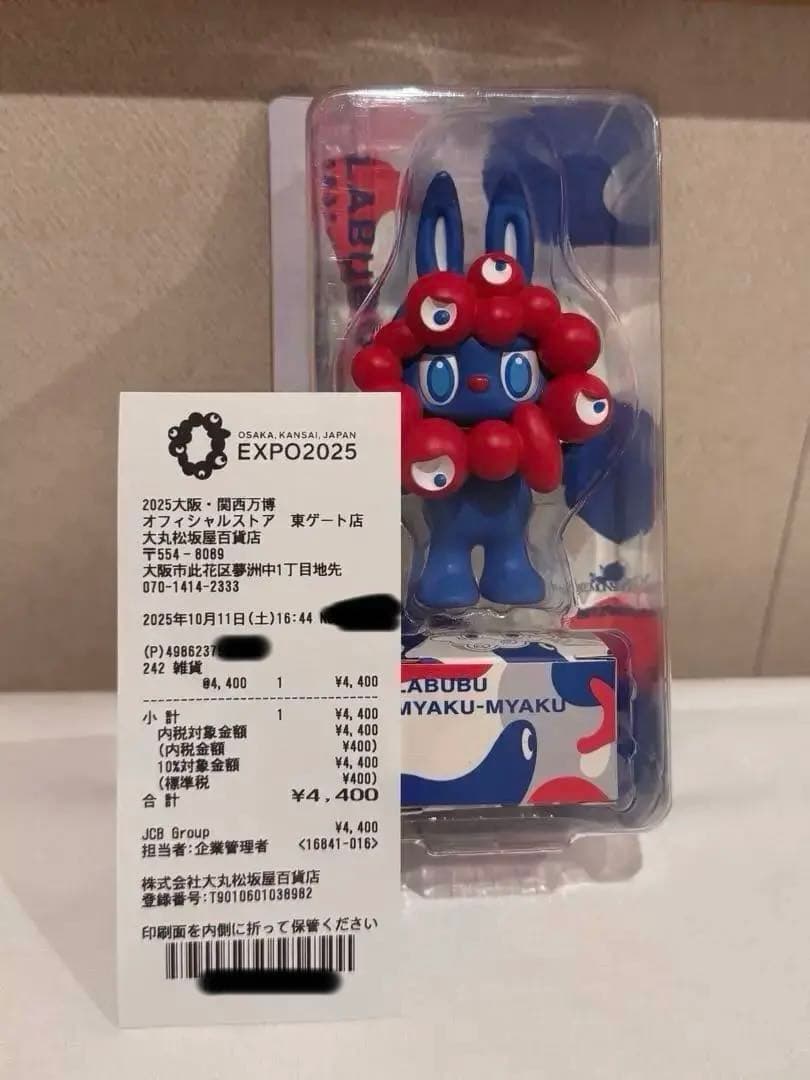 LABUBU
OSAKA, KANSAI, JAPAN
EXPO2025
2025大阪・関西万博
オフィシャルストア 東ゲート店
大丸松坂屋百貨店
〒554-8089
大阪市此花区夢洲中1丁目地先
070-1414-2333
2025年10月11日(土)16:44
(P)4986237
242 雑貨
@4,400 1 ¥4,400
小 計 1 ¥4,400
内税対象金額 ¥4,400
(内税金額 ¥400)
10%対象金額 ¥4,400
(標準税 ¥400)
合 計 ¥4,400
JCB Group ¥4,400
担当者:企業管理者 <16841-016>
株式会社大丸松坂屋百貨店
登録番号:T9010601038982
印刷面を内側に折って保管ください
LABUBU
MYAKU-MYAKU